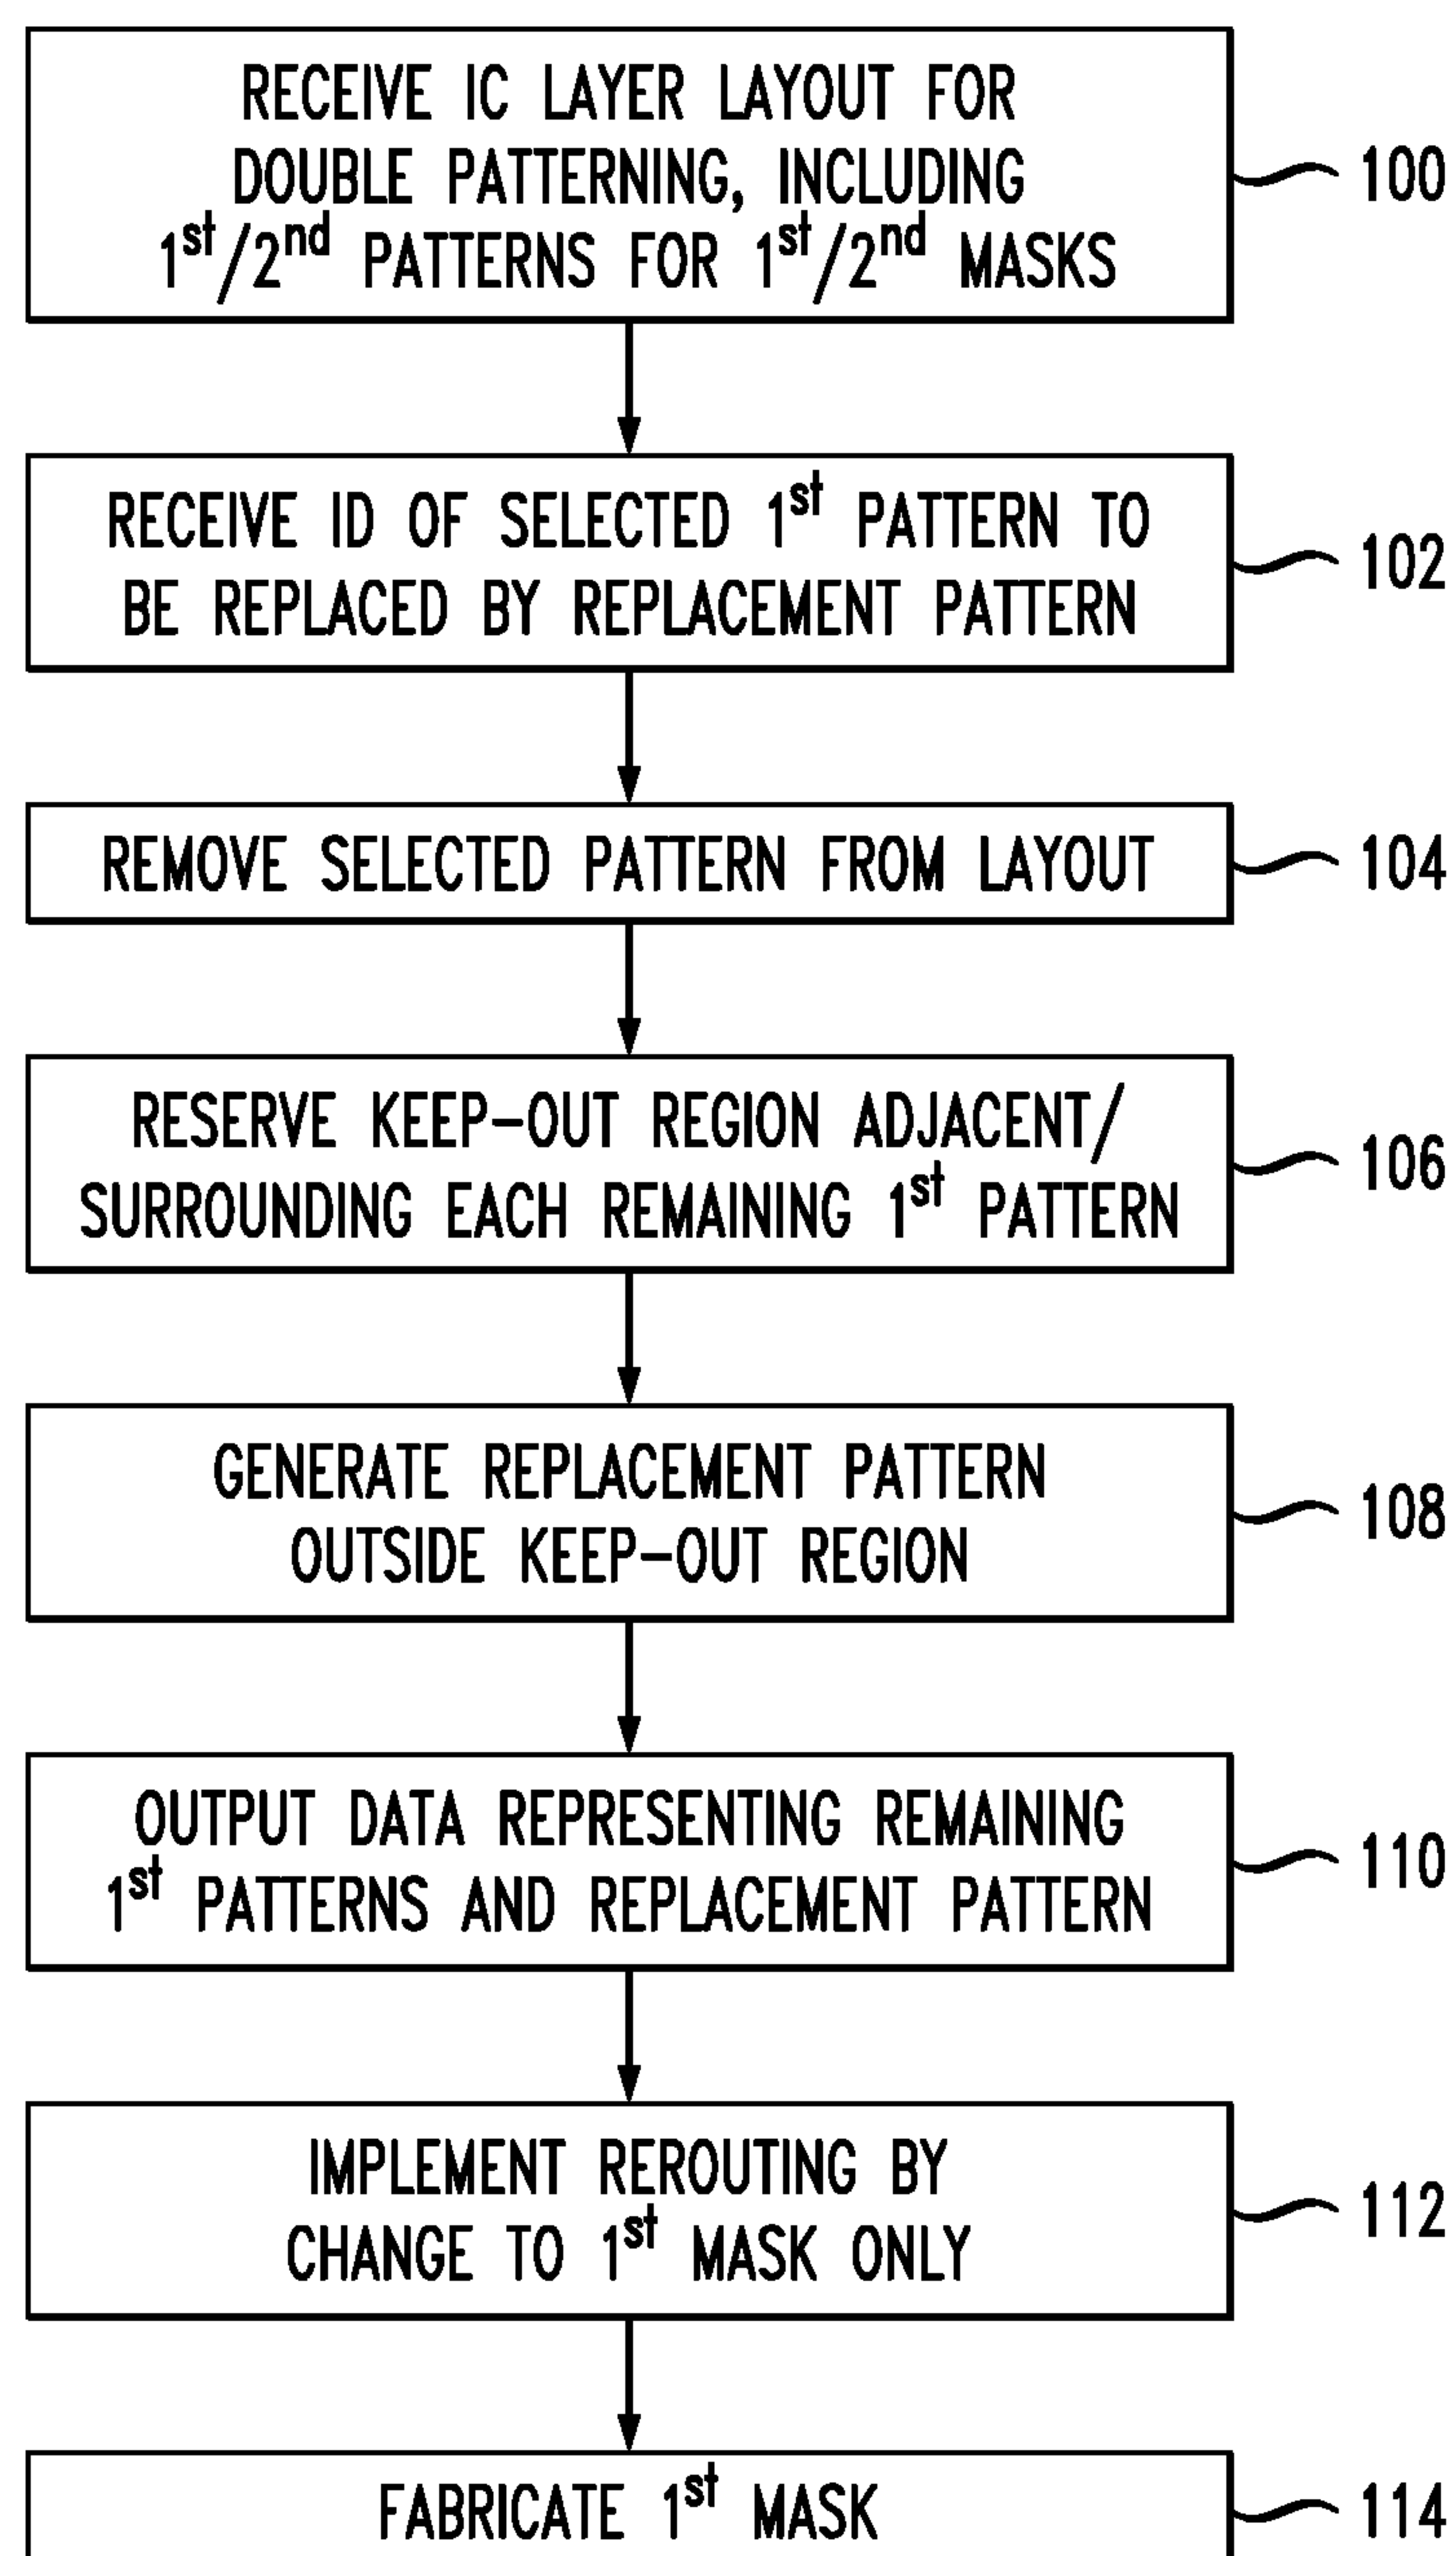 RECEIVE IC LAYER LAYOUT FOR
DOUBLE PATTERNING, INCLUDING
1st/2nd PATTERNS FOR 1st/2nd MASKS
100
RECEIVE ID OF SELECTED 1st PATTERN TO
BE REPLACED BY REPLACEMENT PATTERN
102
REMOVE SELECTED PATTERN FROM LAYOUT
104
RESERVE KEEP-OUT REGION ADJACENT/
SURROUNDING EACH REMAINING 1st PATTERN
106
GENERATE REPLACEMENT PATTERN
OUTSIDE KEEP-OUT REGION
108
OUTPUT DATA REPRESENTING REMAINING
1st PATTERNS AND REPLACEMENT PATTERN
110
IMPLEMENT REROUTING BY
CHANGE TO 1st MASK ONLY
112
FABRICATE 1st MASK
114